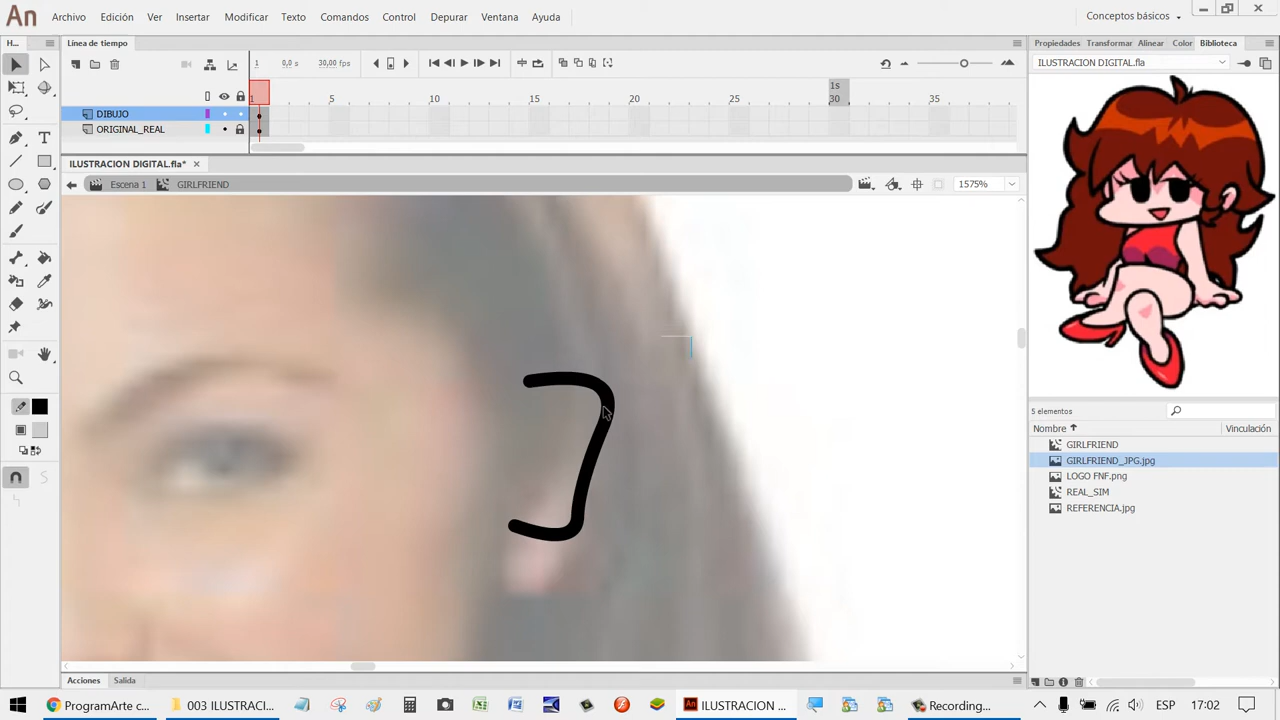 An Archivo Edición Ver Insertar Modificar Texto Comandos Control Depurar Ventana Ayuda Conceptos básicos
H... Línea de tiempo Propiedades Transformar Alinear Color Biblioteca
1 0,0 s 30,00 fps ILUSTRACION DIGITAL.fla
1s
1 5 10 15 20 25 30 35
DIBUJO
ORIGINAL_REAL
ILUSTRACION DIGITAL.fla*
Escena 1 GIRLFRIEND 1575%
5 elementos
Nombre Vinculación
GIRLFRIEND
GIRLFRIEND_JPG.jpg
LOGO FNF.png
REAL_SIM
REFERENCIA.jpg
Acciones Salida
ProgramArte c... 003 ILUSTRACI... ILUSTRACION ... Recording... ESP 17:02